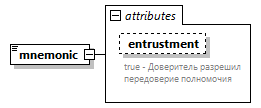 attributes
mnemonic
entrustment
true - Доверитель разрешил
передоверие полномочия